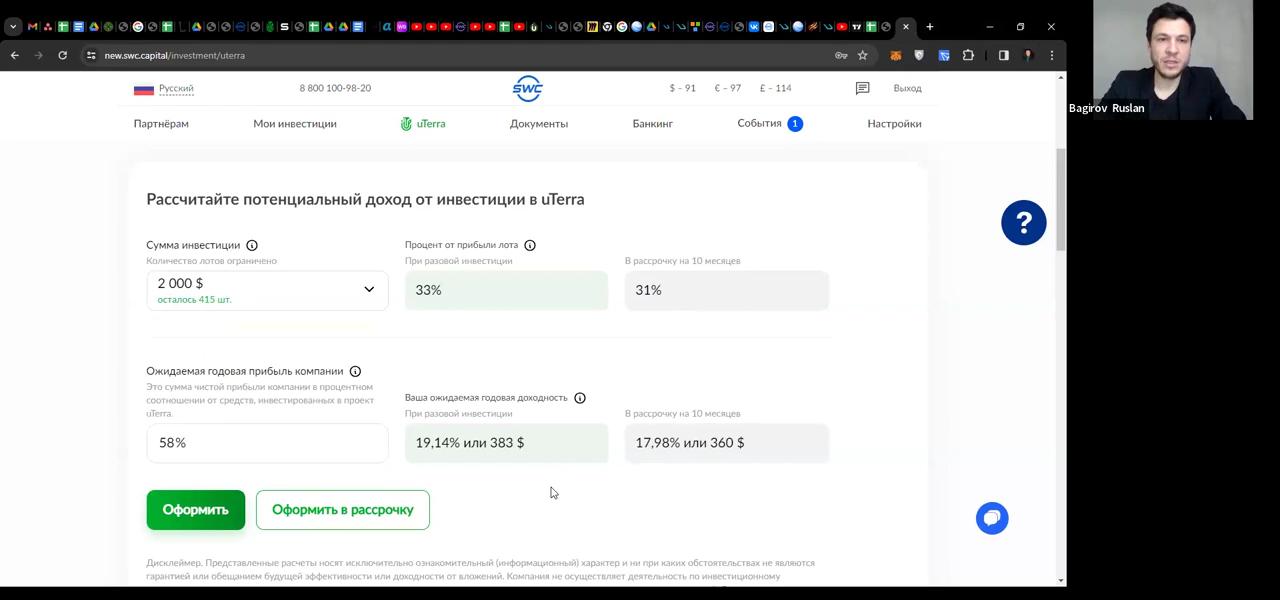 new.swc.capital/investment/uterra
Bagirov Ruslan
Русский
8 800 100-98-20
SWC
$ – 91
€ – 97
£ – 114
Выход
Партнёрам
Мои инвестиции
uTerra
Документы
Банкинг
События 1
Настройки
Рассчитайте потенциальный доход от инвестиции в uTerra
?
Сумма инвестиции
Процент от прибыли лота
Количество лотов ограничено
При разовой инвестиции
В рассрочку на 10 месяцев
2 000 $
осталось 415 шт.
33%
31%
Ожидаемая годовая прибыль компании
Это сумма чистой прибыли компании в процентном
соотношении от средств, инвестированных в проект
uTerra.
Ваша ожидаемая годовая доходность
При разовой инвестиции
В рассрочку на 10 месяцев
58%
19,14% или 383 $
17,98% или 360 $
Оформить
Оформить в рассрочку
Дисклеймер. Представленные расчеты носят исключительно ознакомительный (информационный) характер и ни при каких обстоятельствах не являются
гарантией или обещанием будущей эффективности или доходности от вложений. Компания не осуществляет деятельность по инвестиционному